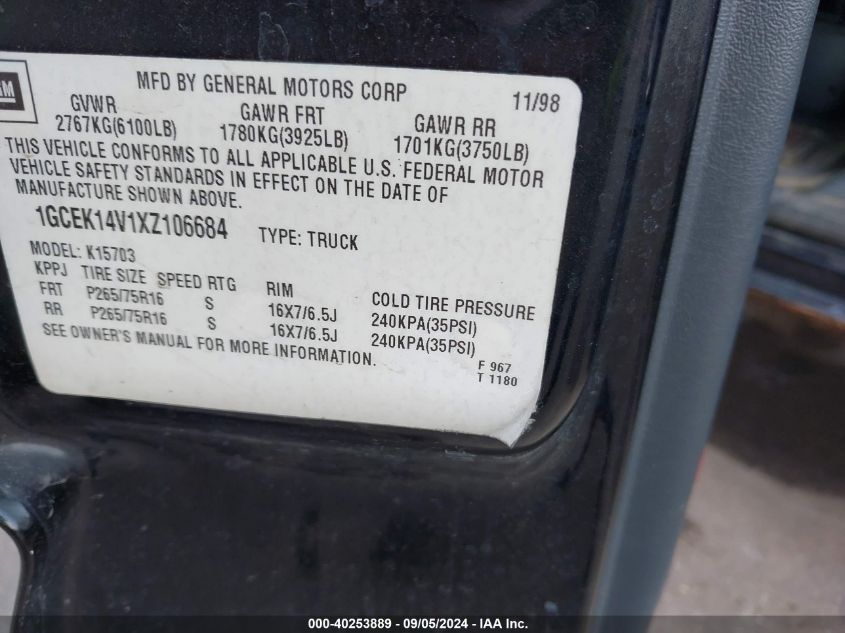 GM
MFD BY GENERAL MOTORS CORP 11/98
GVWR GAWR FRT GAWR RR
2767KG(6100LB) 1780KG(3925LB) 1701KG(3750LB)
THIS VEHICLE CONFORMS TO ALL APPLICABLE U.S. FEDERAL MOTOR
VEHICLE SAFETY STANDARDS IN EFFECT ON THE DATE OF
MANUFACTURE SHOWN ABOVE.
1GCEK14V1XZ106684 TYPE: TRUCK
MODEL: K15703
KPPJ TIRE SIZE SPEED RTG RIM COLD TIRE PRESSURE
FRT P265/75R16 S 16X7/6.5J 240KPA(35PSI)
RR P265/75R16 S 16X7/6.5J 240KPA(35PSI)
SEE OWNER'S MANUAL FOR MORE INFORMATION.
F 967
T 1180
000-40253889 - 09/05/2024 - IAA Inc.